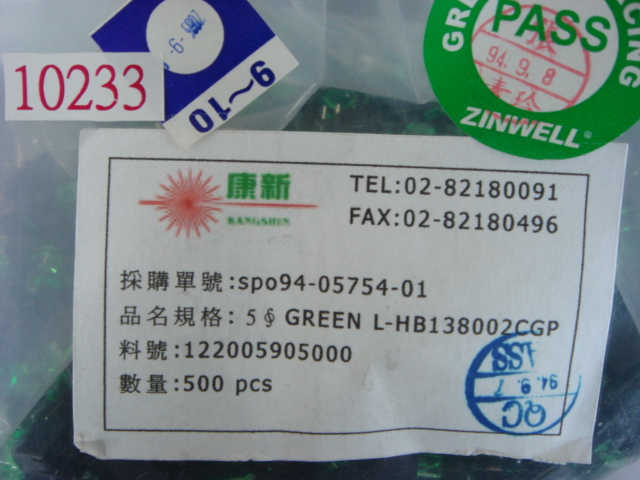 10233
9~10
PASS
94.9.8
ZINWELL®
康新
KANGSHIN
TEL:02-82180091
FAX:02-82180496
採購單號:spo94-05754-01
品名規格: 5∮ GREEN L-HB138002CGP
料號:122005905000
數量:500 pcs
94.9.7
QC